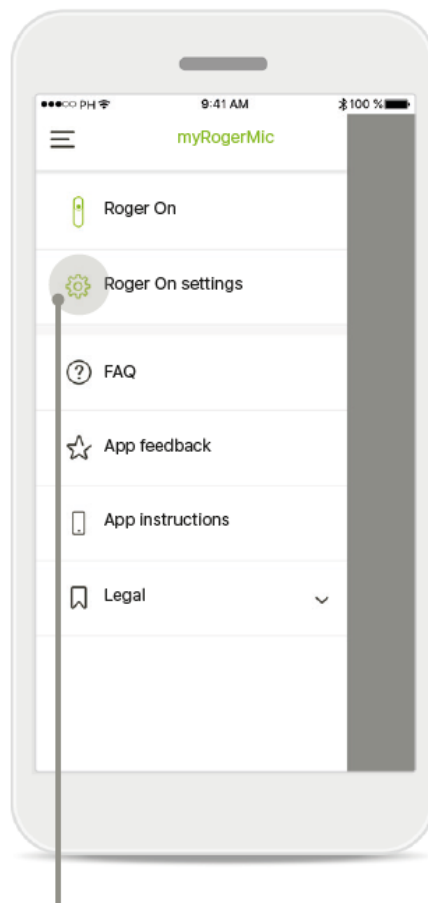 PH 9:41 AM 100 %
myRogerMic
Roger On
Roger On settings
FAQ
App feedback
App instructions
Legal